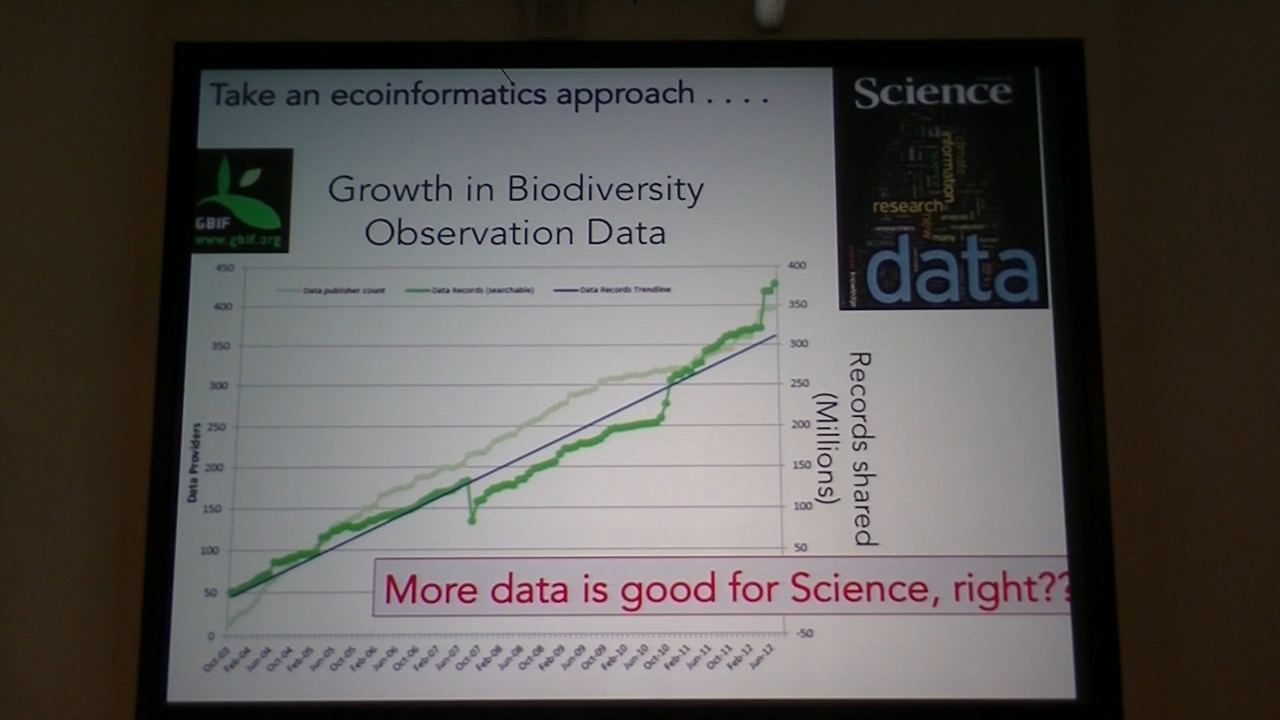 Take an ecoinformatics approach . . . .
Science
GBIF
www.gbif.org
Growth in Biodiversity
Observation Data
information
research
new
researchers
many
data
knowledge
Data publisher count
Data Records (searchable)
Data Records Trendline
450
400
350
300
250
200
150
100
50
0
Data Providers
400
350
300
250
200
150
100
50
-50
Records shared
(Millions)
More data is good for Science, right??
Oct-03
Feb-04
Jun-04
Oct-04
Feb-05
Jun-05
Oct-05
Feb-06
Jun-06
Oct-06
Feb-07
Jun-07
Oct-07
Feb-08
Jun-08
Oct-08
Feb-09
Jun-09
Oct-09
Feb-10
Jun-10
Oct-10
Feb-11
Jun-11
Oct-11
Feb-12
Jun-12